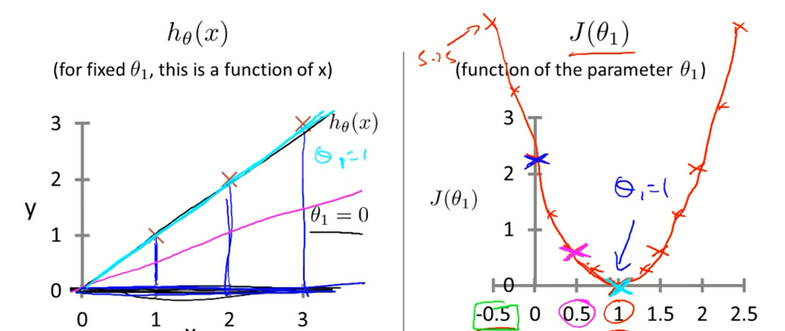 hθ(x)
(for fixed θ₁, this is a function of x)
3
2
1
0
y
0 1 2 3
x
hθ(x)
θ₁=1
θ₁ = 0
J(θ₁)
(function of the parameter θ₁)
5.25
3
2
1
0
J(θ₁)
θ₁=1
-0.5 0 0.5 1 1.5 2 2.5